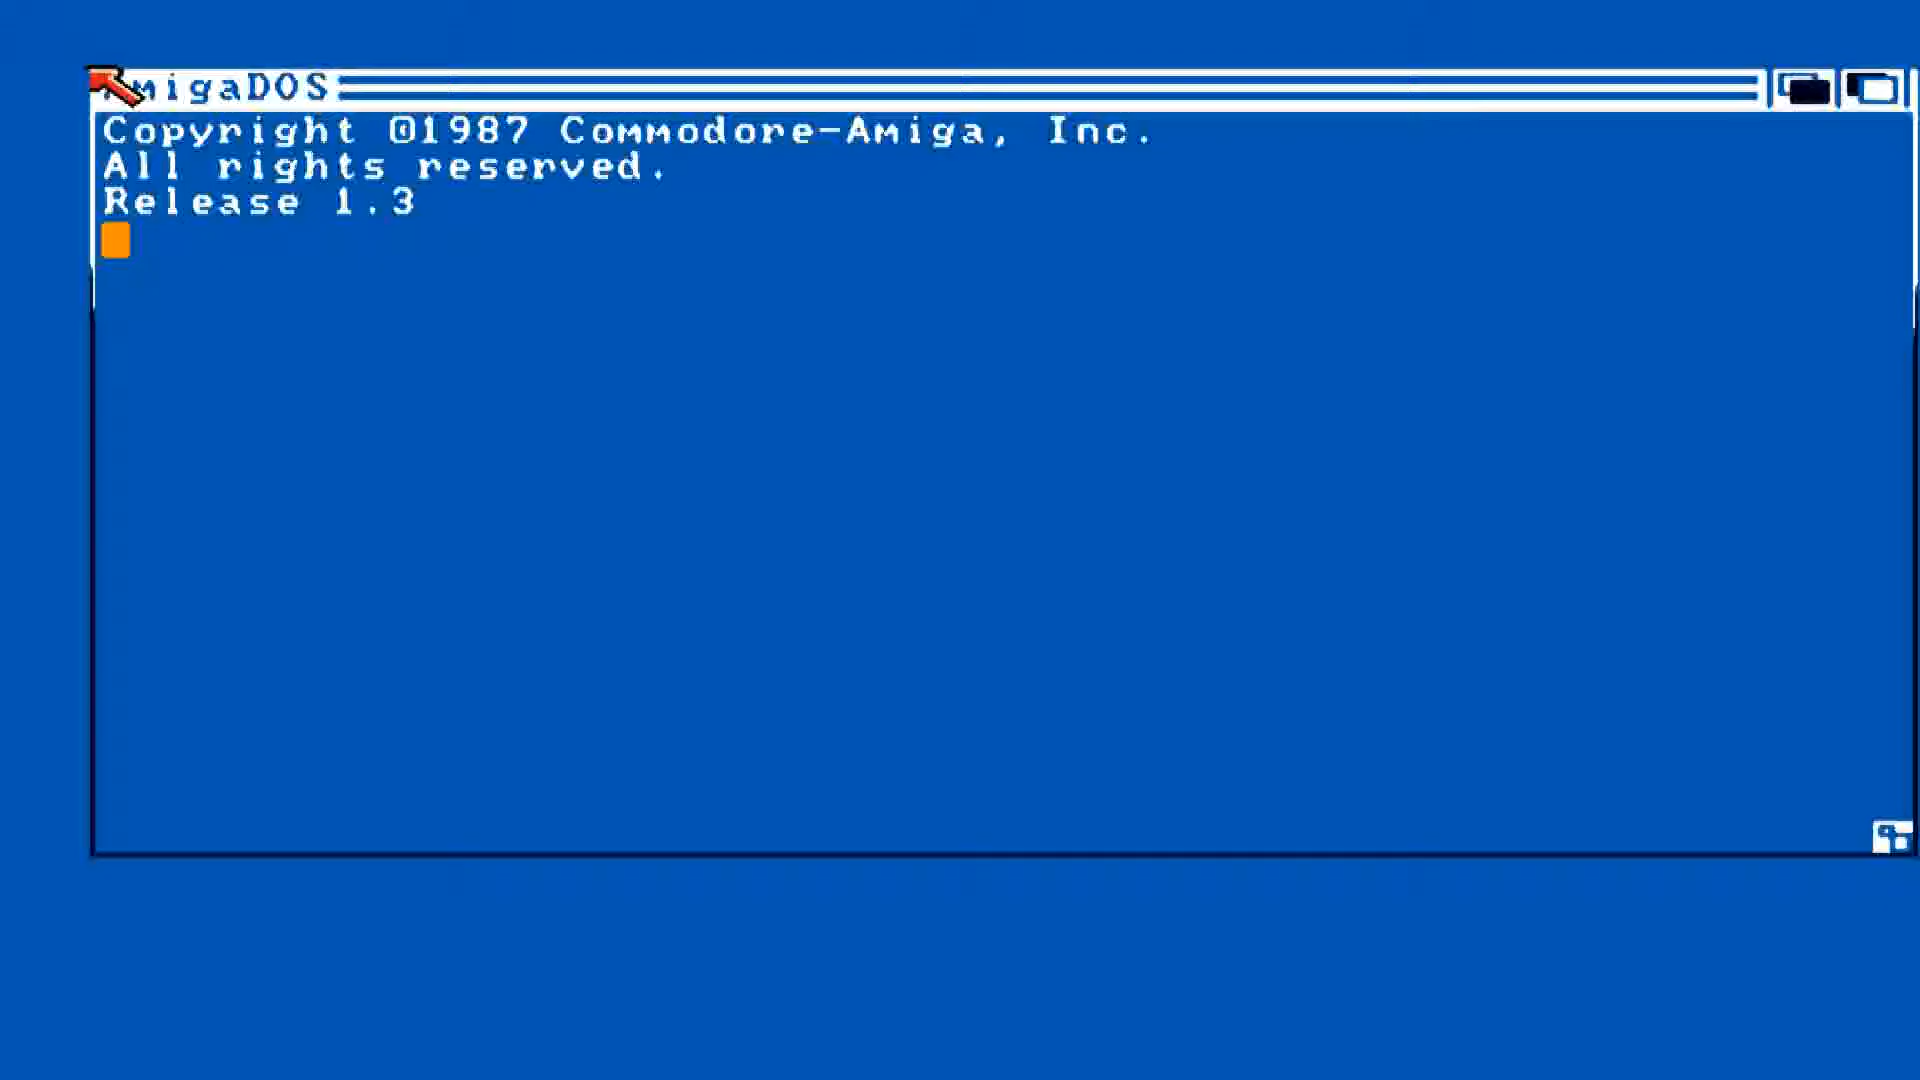 AmigaDOS
Copyright ©1987 Commodore-Amiga, Inc.
All rights reserved.
Release 1.3